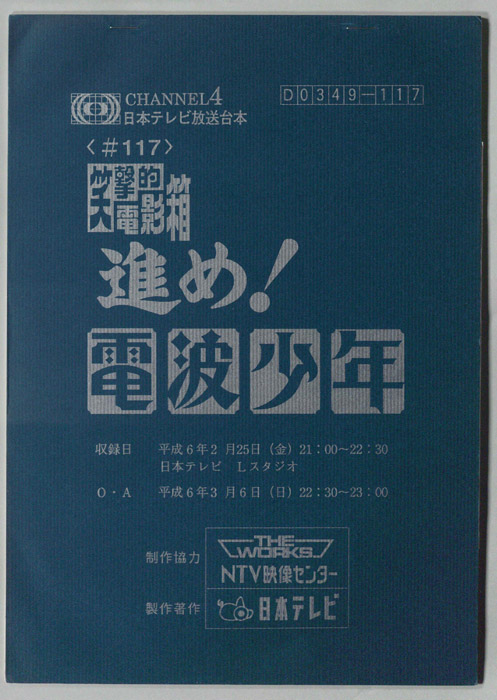 CHANNEL4
D0349-117
日本テレビ放送台本
〈#117〉
笑撃的
大電影箱
進め!
電波少年
収録日 平成6年2月25日(金)21:00〜22:30
日本テレビ Lスタジオ
O・A 平成6年3月6日(日)22:30〜23:00
制作協力
THE WORKS
NTV映像センター
製作著作
日本テレビ